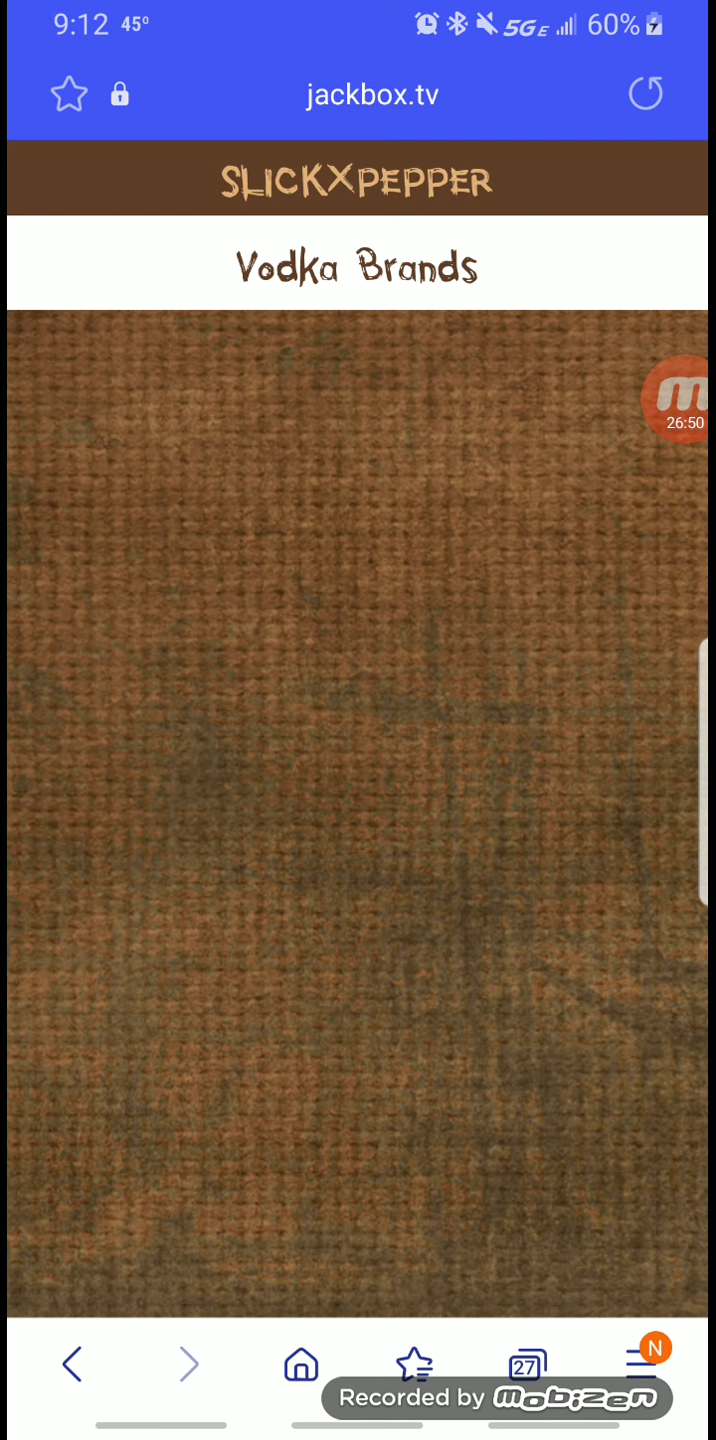 9:12 45° 5GE 60%
jackbox.tv
SLICKXPEPPER
Vodka Brands
m
26:50
N
27
Recorded by mobizen